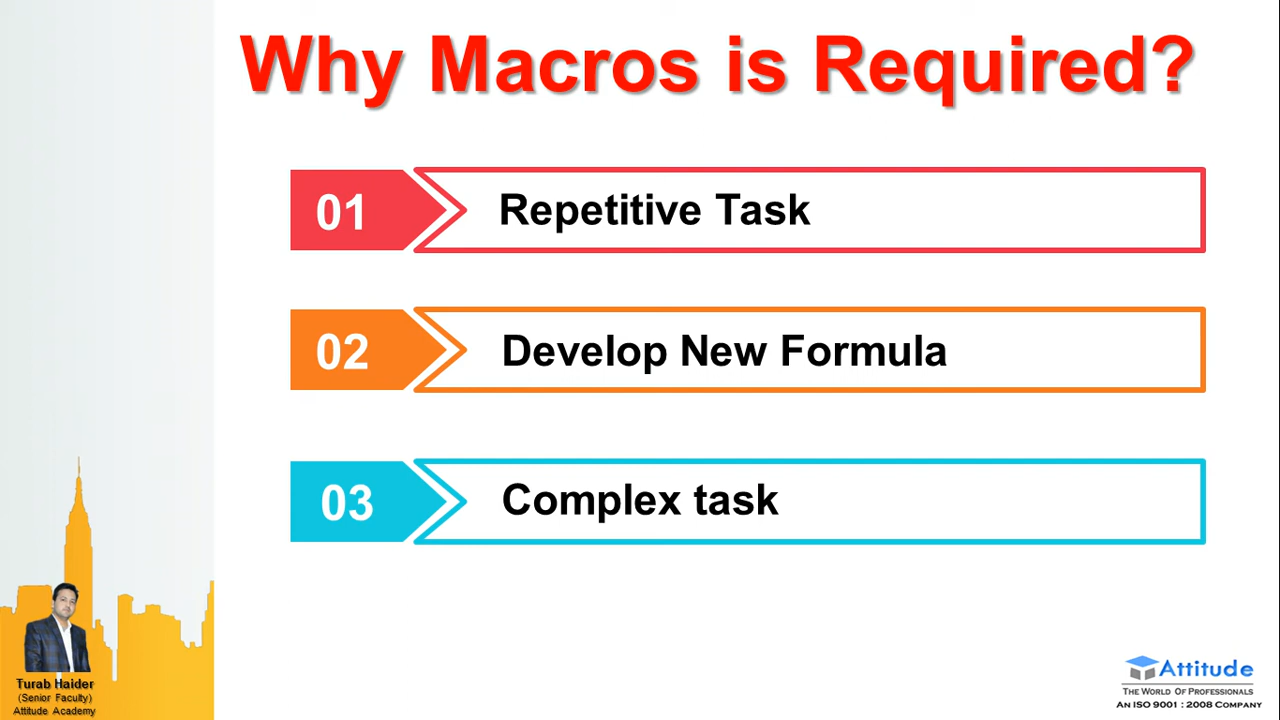 Why Macros is Required?
01 Repetitive Task
02 Develop New Formula
03 Complex task
Turab Haider
(Senior Faculty)
Attitude Academy
Attitude
THE WORLD OF PROFESSIONALS
AN ISO 9001 : 2008 COMPANY